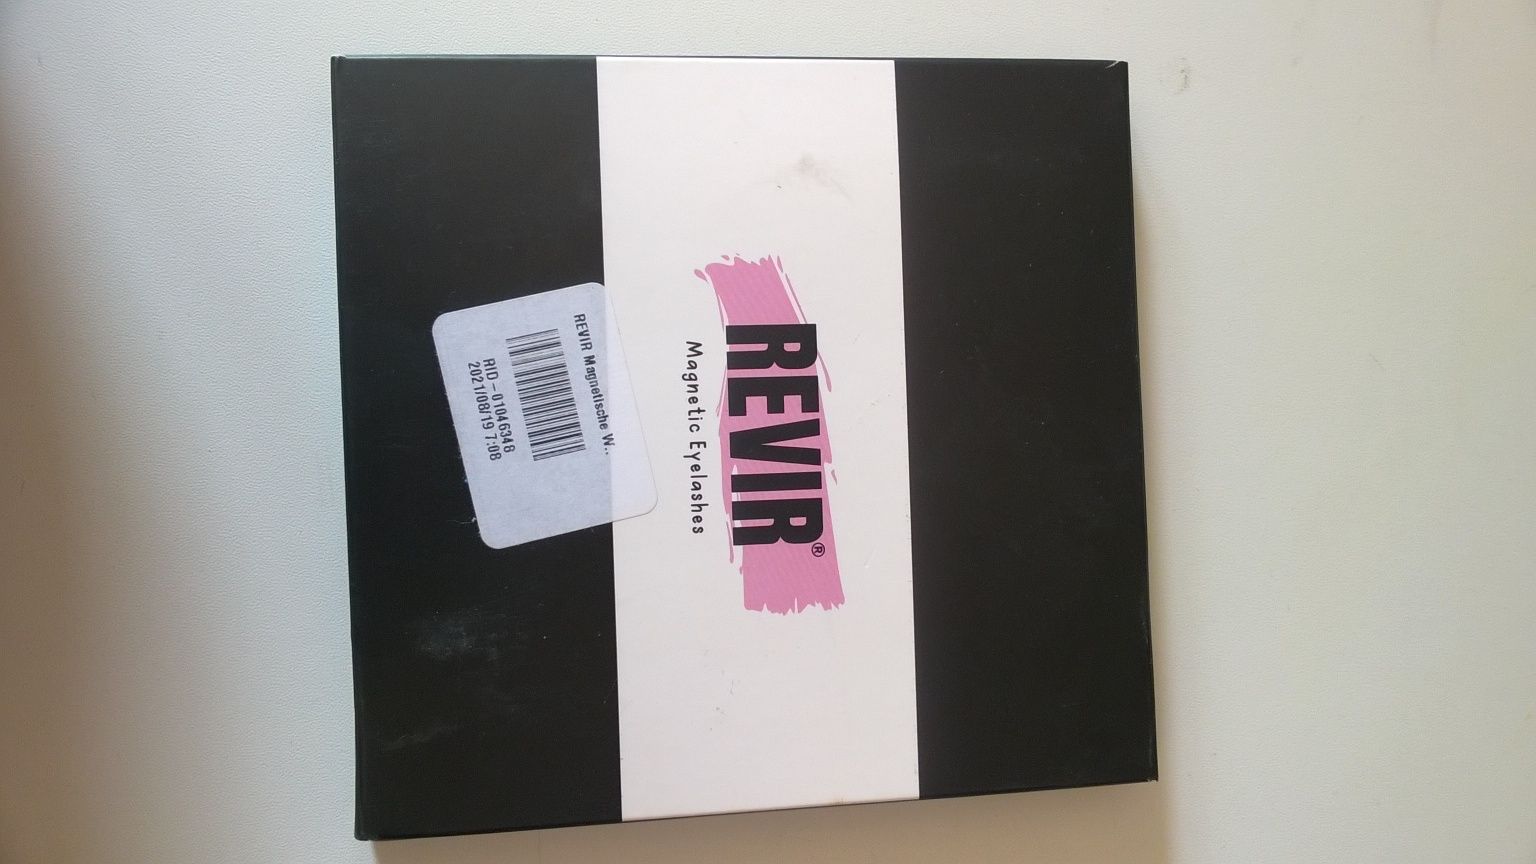 REVIR®
Magnetic Eyelashes
REVIR Magnetische W..
RID-01046348
2021/08/19 7:08